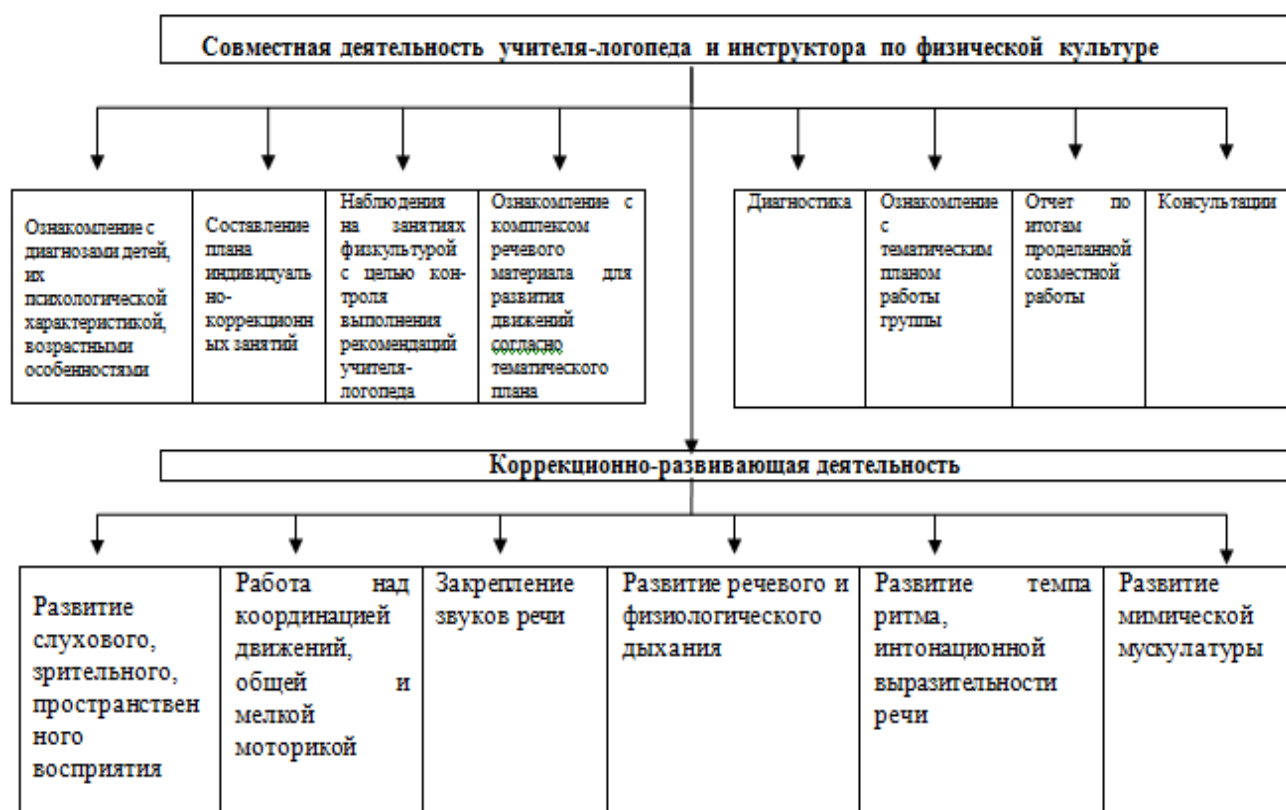 Совместная деятельность учителя-логопеда и инструктора по физической культуре
Ознакомление с
диагнозами детей,
их
психологической
характеристикой,
возрастными
особенностями
Составление
плана
индивидуаль
но-
коррекционн
ых занятий
Наблюдения
на занятиях
физкультурой
с целью кон-
троля
выполнения
рекомендаций
учителя-
логопеда
Ознакомление с
комплексом
речевого
материала для
развития
движений
согласно
тематического
плана
Диагностика
Ознакомление
с
тематическим
планом
работы
группы
Отчет по
итогам
проделанной
совместной
работы
Консультации
Коррекционно-развивающая деятельность
Развитие
слухового,
зрительного,
пространствен
ного
восприятия
Работа над
координацией
движений,
общей и
мелкой
моторикой
Закрепление
звуков речи
Развитие речевого и
физиологического
дыхания
Развитие темпа
ритма,
интонационной
выразительности
речи
Развитие
мимической
мускулатуры